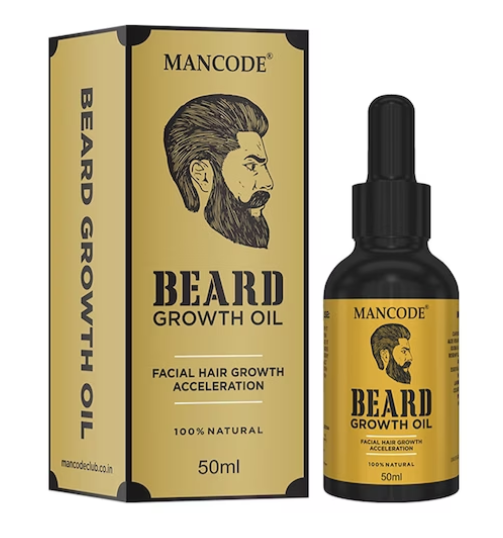 BEARD GROWTH OIL
mancodeclub.co.in
MANCODE®
BEARD
GROWTH OIL
FACIAL HAIR GROWTH
ACCELERATION
100% NATURAL
50ml
MANCODE®
BEARD
GROWTH OIL
FACIAL HAIR GROWTH
ACCELERATION
100% NATURAL
50ml